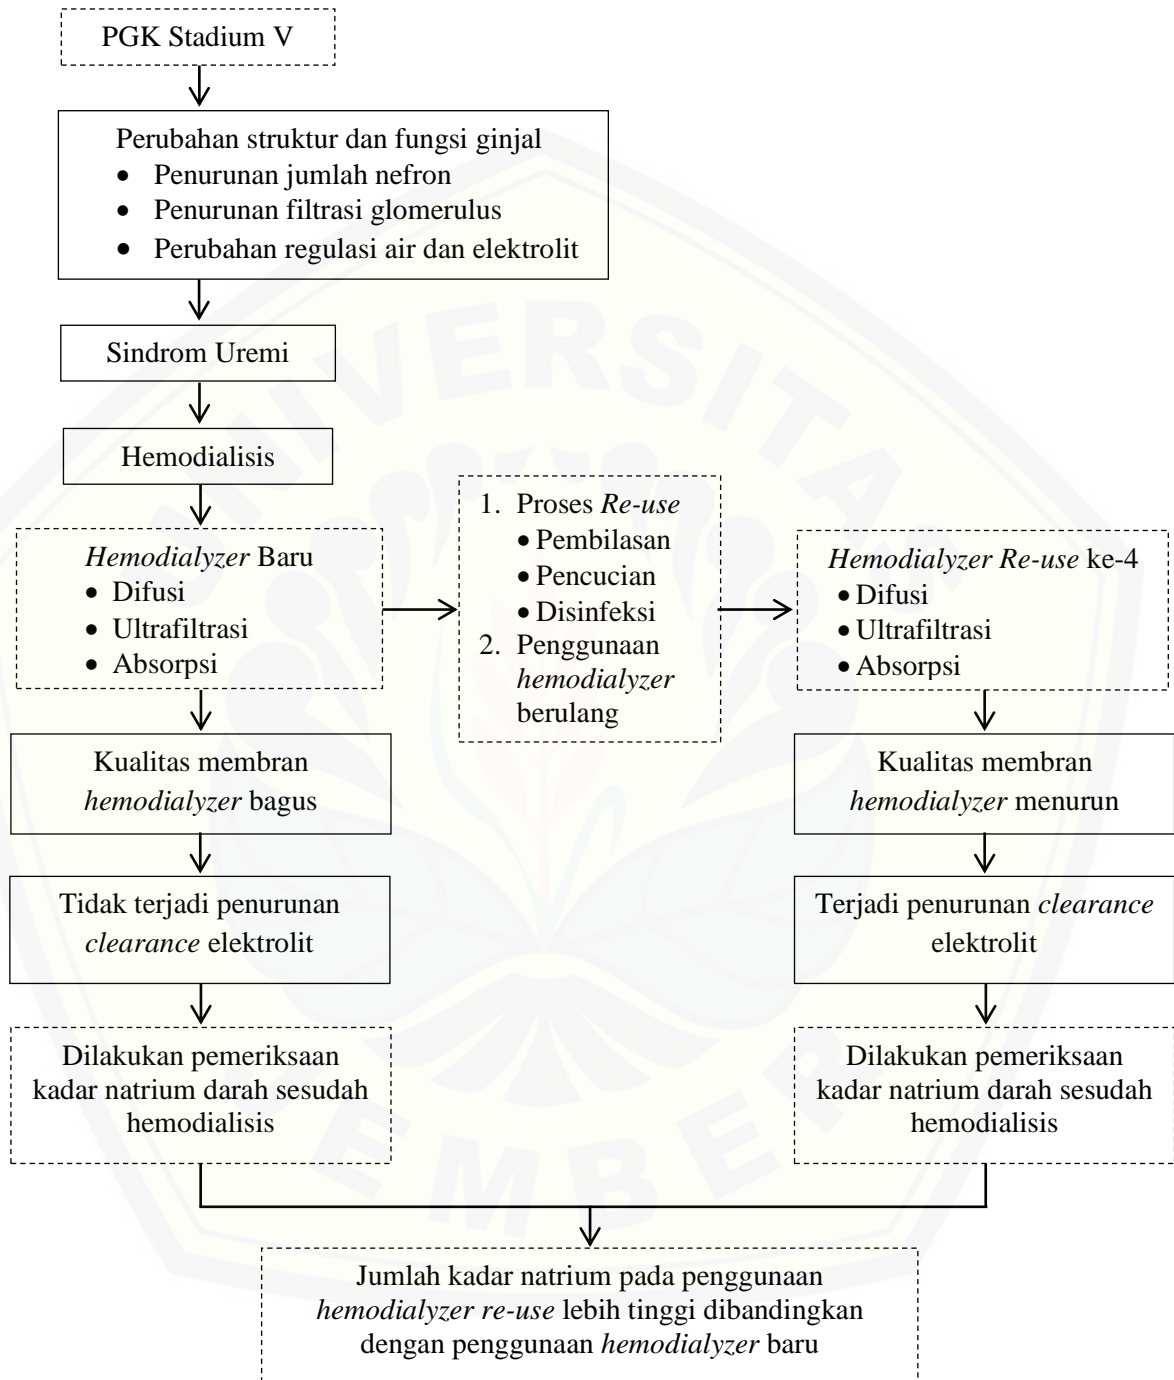 PGK Stadium V
Perubahan struktur dan fungsi ginjal
• Penurunan jumlah nefron
• Penurunan filtrasi glomerulus
• Perubahan regulasi air dan elektrolit
Sindrom Uremi
Hemodialisis
Hemodialyzer Baru
• Difusi
• Ultrafiltrasi
• Absorpsi
1. Proses Re-use
• Pembilasan
• Pencucian
• Disinfeksi
2. Penggunaan
hemodialyzer
berulang
Hemodialyzer Re-use ke-4
• Difusi
• Ultrafiltrasi
• Absorpsi
Kualitas membran
hemodialyzer bagus
Kualitas membran
hemodialyzer menurun
Tidak terjadi penurunan
clearance elektrolit
Terjadi penurunan clearance
elektrolit
Dilakukan pemeriksaan
kadar natrium darah sesudah
hemodialisis
Dilakukan pemeriksaan
kadar natrium darah sesudah
hemodialisis
Jumlah kadar natrium pada penggunaan
hemodialyzer re-use lebih tinggi dibandingkan
dengan penggunaan hemodialyzer baru
UNIVERSITAS
JEMBER